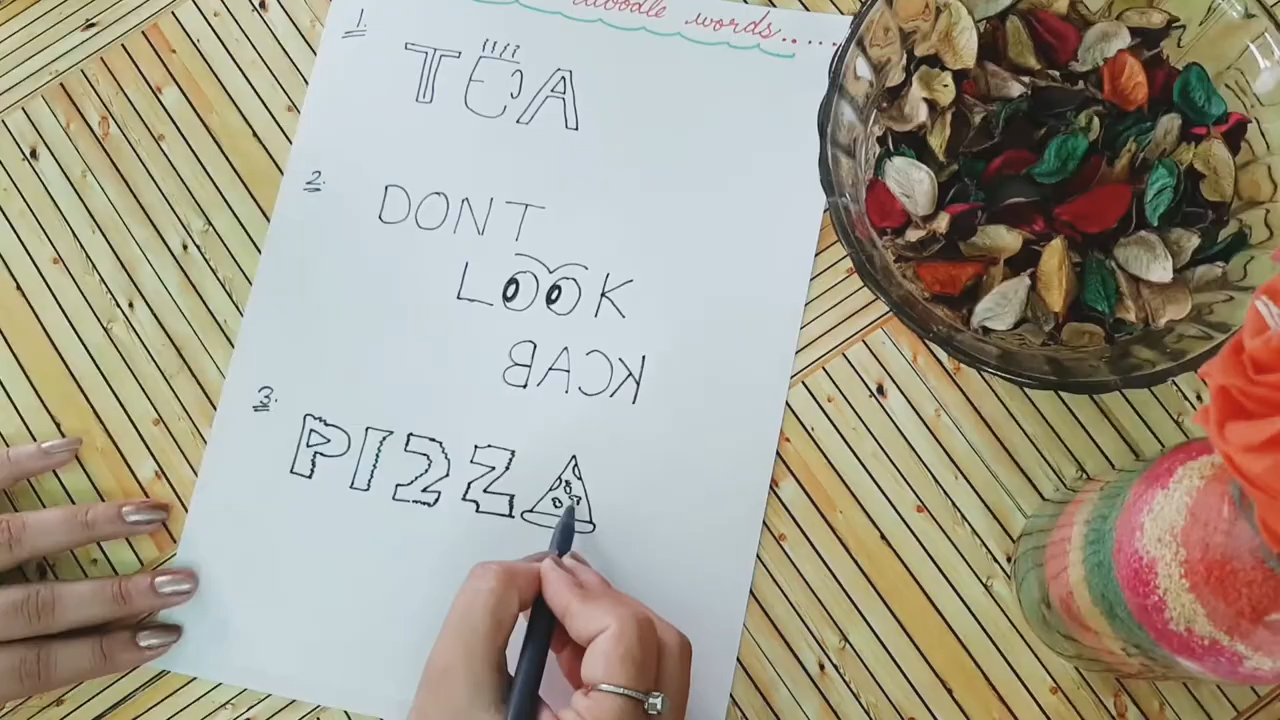 doodle words.....
1. TEA
2. DONT
LOOK
BACK
3. PIZZA